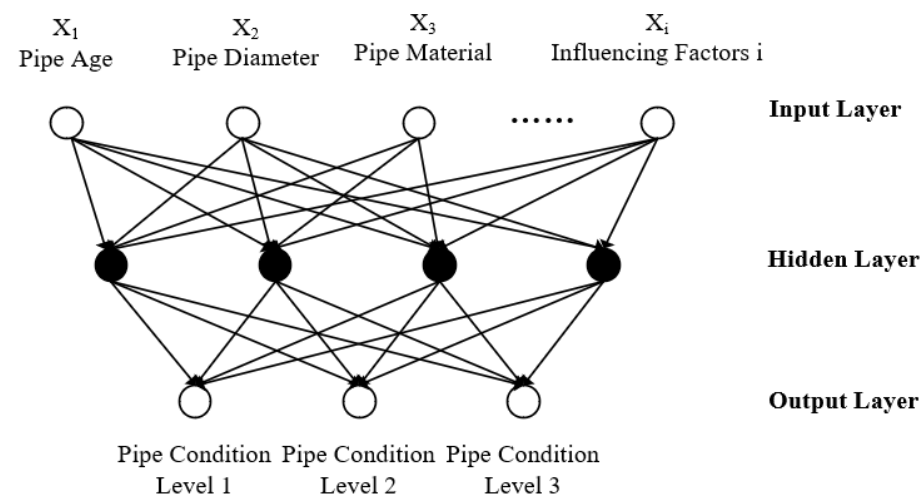 X₁ X₂ X₃ Xᵢ
Pipe Age Pipe Diameter Pipe Material Influencing Factors i
...... Input Layer
Hidden Layer
Output Layer
Pipe Condition Pipe Condition Pipe Condition
Level 1 Level 2 Level 3